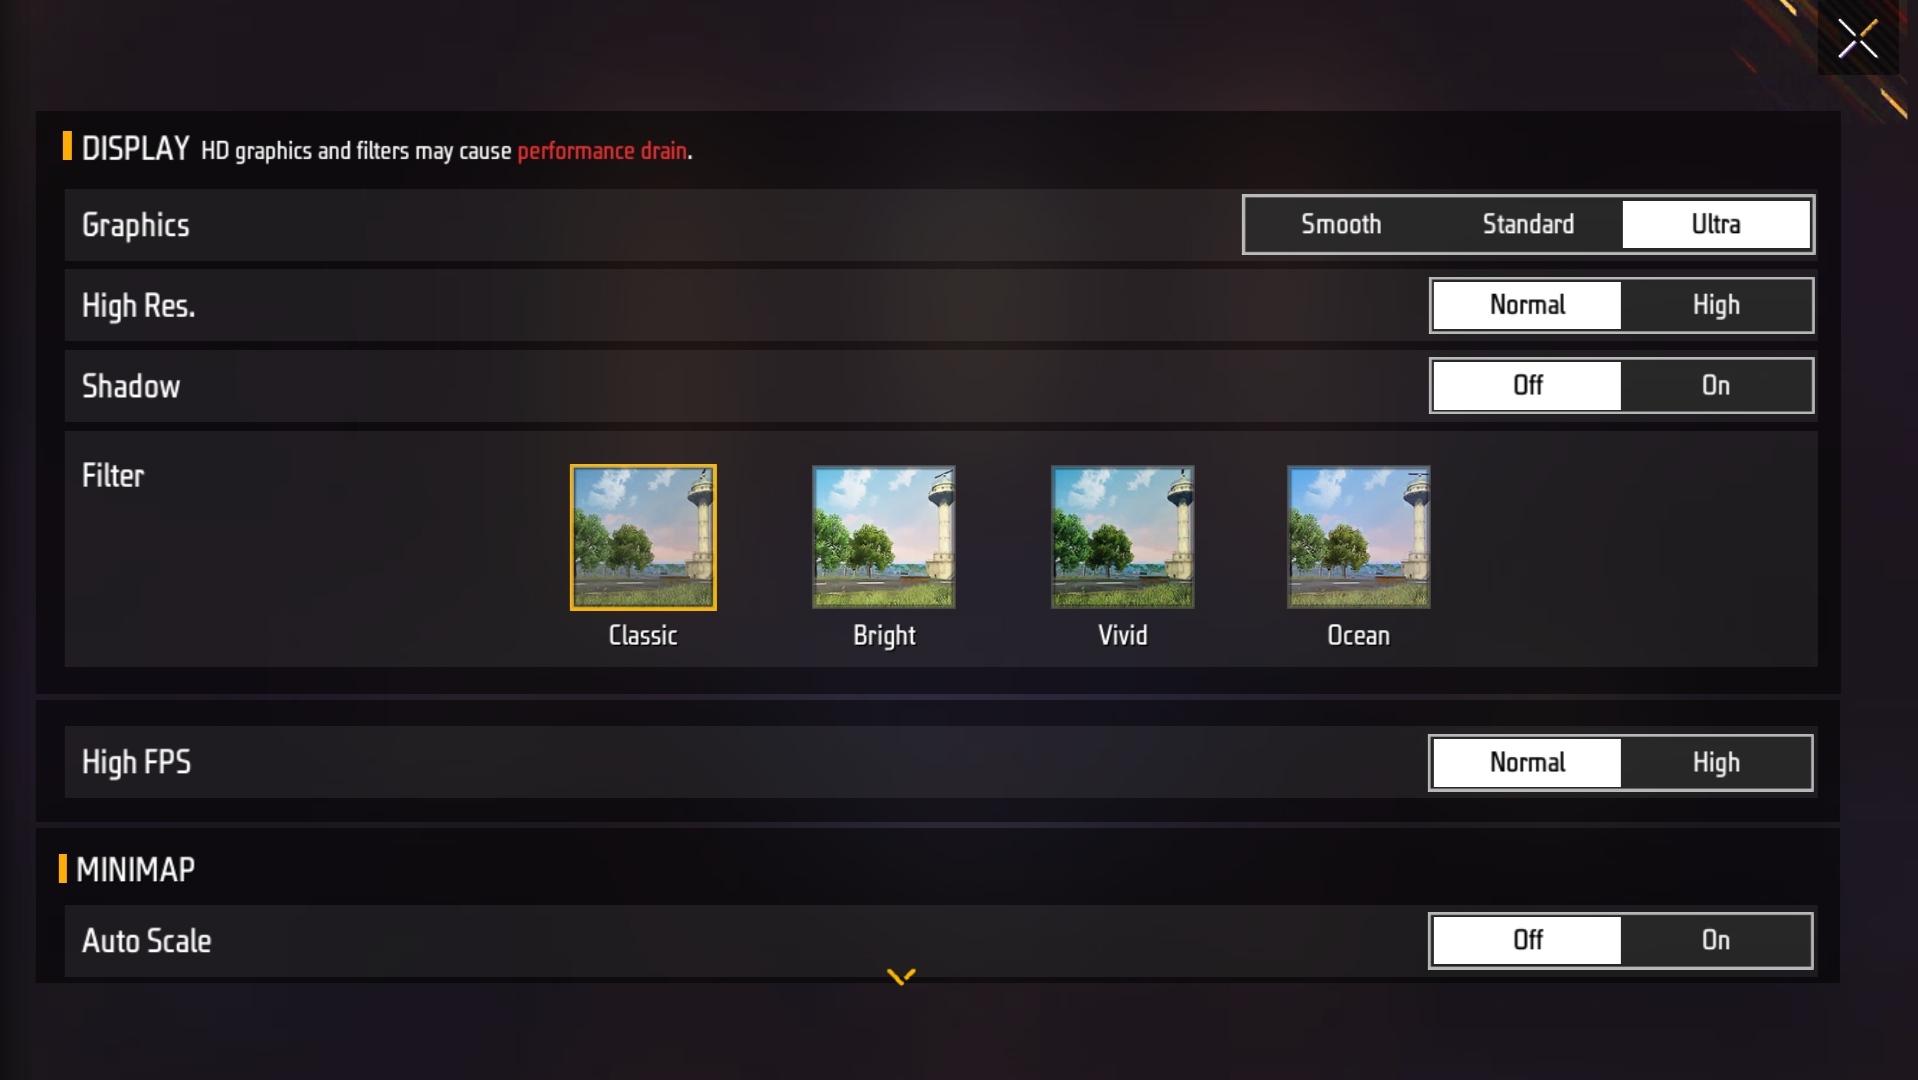 DISPLAY HD graphics and filters may cause performance drain.
Graphics Smooth Standard Ultra
High Res. Normal High
Shadow Off On
Filter
Classic Bright Vivid Ocean
High FPS Normal High
MINIMAP
Auto Scale Off On